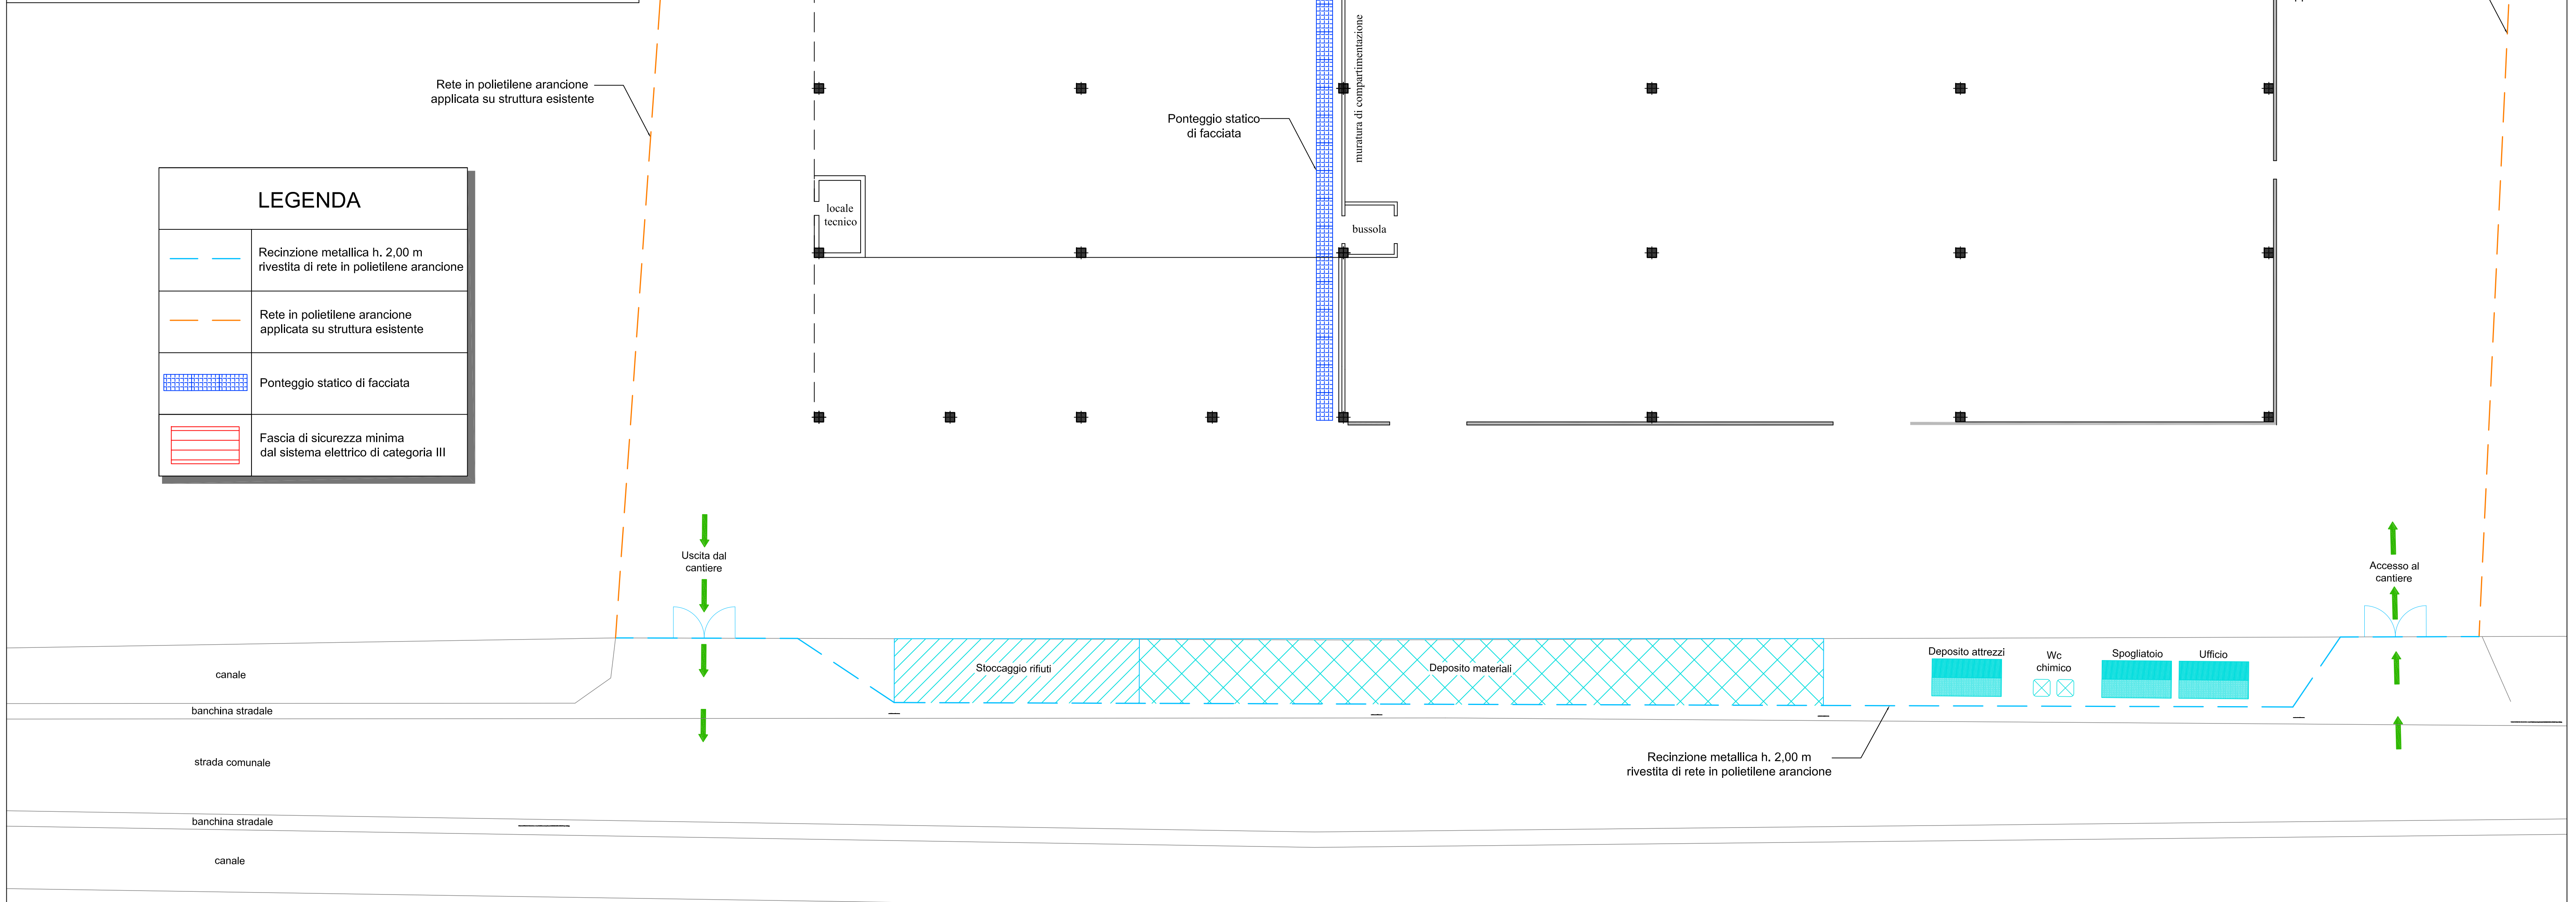 Rete in polietilene arancione
applicata su struttura esistente
Ponteggio statico
di facciata
muratura di compartimentazione
LEGENDA
Recinzione metallica h. 2,00 m
rivestita di rete in polietilene arancione
Rete in polietilene arancione
applicata su struttura esistente
Ponteggio statico di facciata
Fascia di sicurezza minima
dal sistema elettrico di categoria III
locale
tecnico
bussola
Uscita dal
cantiere
Accesso al
cantiere
Stoccaggio rifiuti
Deposito materiali
Deposito attrezzi
Wc
chimico
Spogliatoio
Ufficio
canale
banchina stradale
strada comunale
Recinzione metallica h. 2,00 m
rivestita di rete in polietilene arancione
banchina stradale
canale